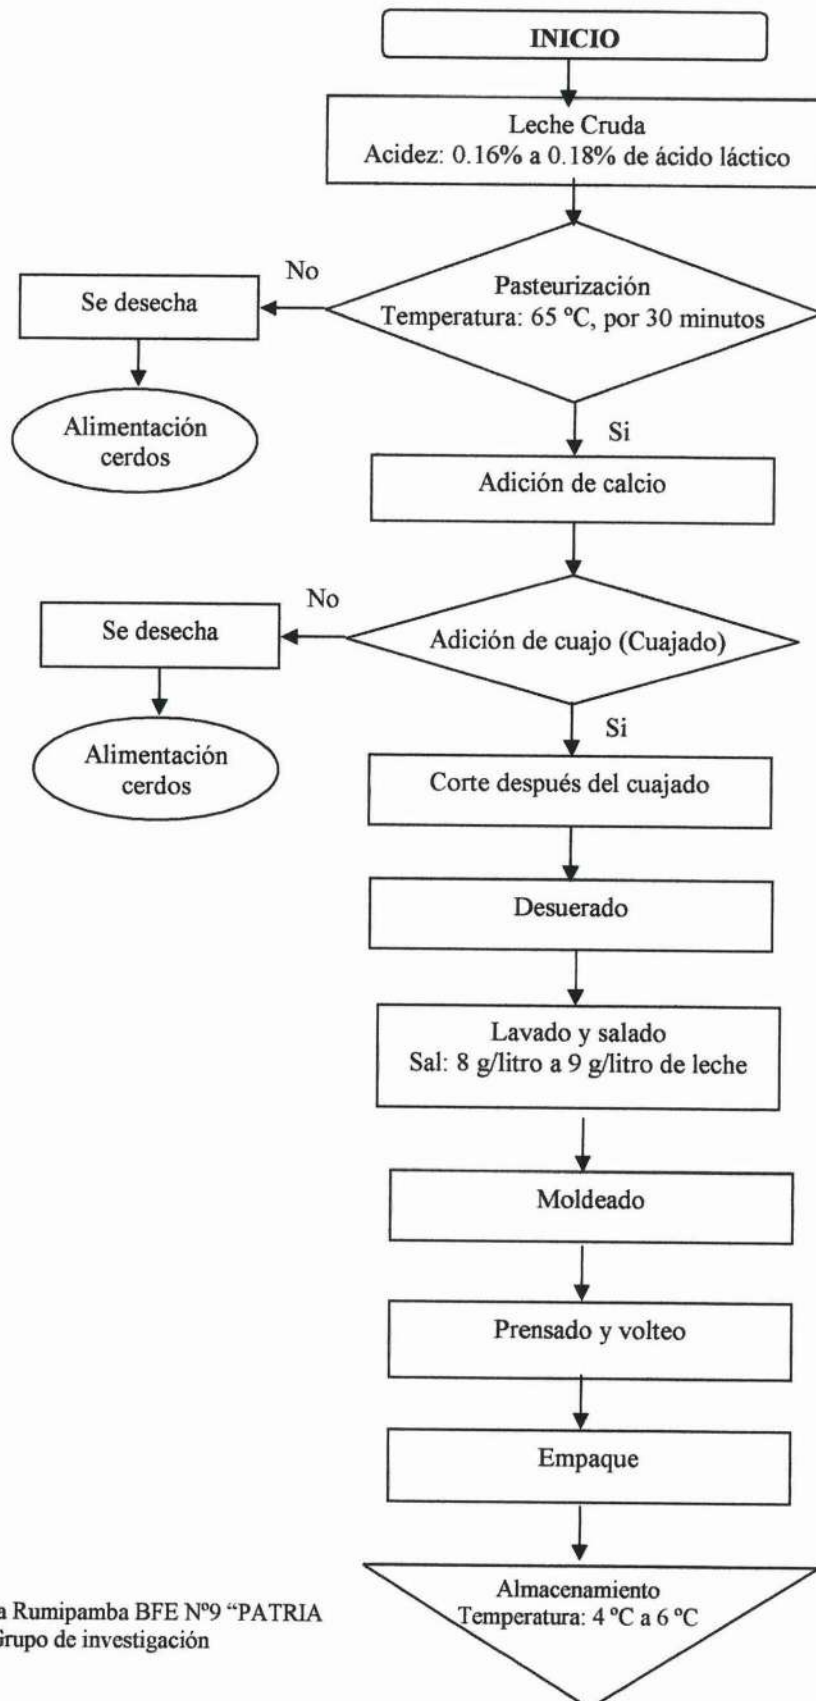 INICIO
Leche Cruda
Acidez: 0.16% a 0.18% de ácido láctico
Pasteurización
Temperatura: 65 ºC, por 30 minutos
No
Se desecha
Alimentación
cerdos
Si
Adición de calcio
Adición de cuajo (Cuajado)
No
Se desecha
Alimentación
cerdos
Si
Corte después del cuajado
Desuerado
Lavado y salado
Sal: 8 g/litro a 9 g/litro de leche
Moldeado
Prensado y volteo
Empaque
Almacenamiento
Temperatura: 4 ºC a 6 ºC
a Rumipamba BFE Nº9 “PATRIA
Grupo de investigación